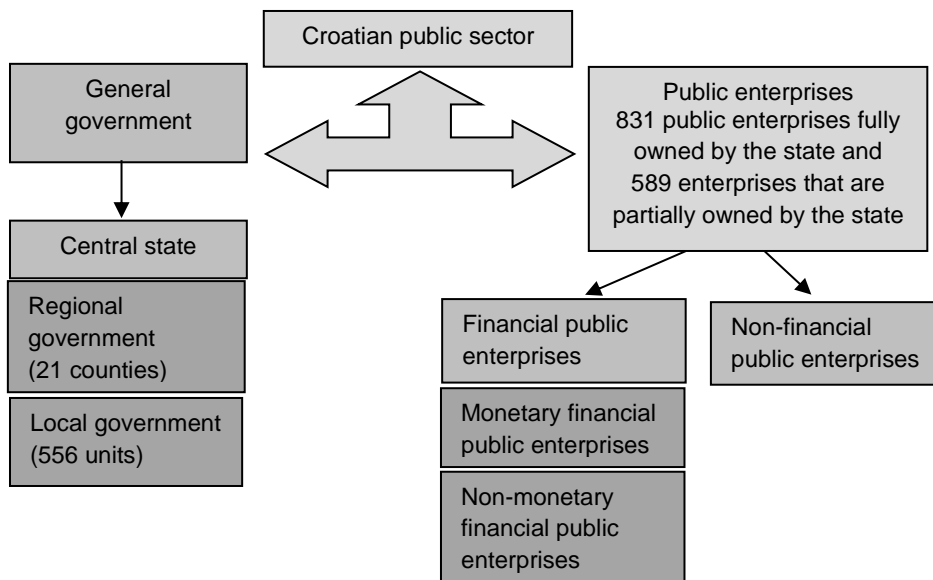 Croatian public sector
General
government
Central state
Regional
government
(21 counties)
Local government
(556 units)
Public enterprises
831 public enterprises fully
owned by the state and
589 enterprises that are
partially owned by the state
Financial public
enterprises
Monetary financial
public enterprises
Non-monetary
financial public
enterprises
Non-financial
public enterprises